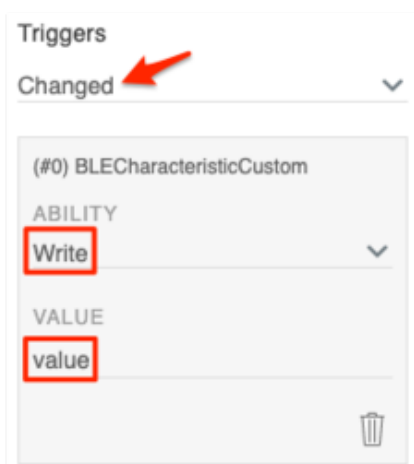 Triggers
Changed
(#0) BLECharacteristicCustom
ABILITY
Write
VALUE
value